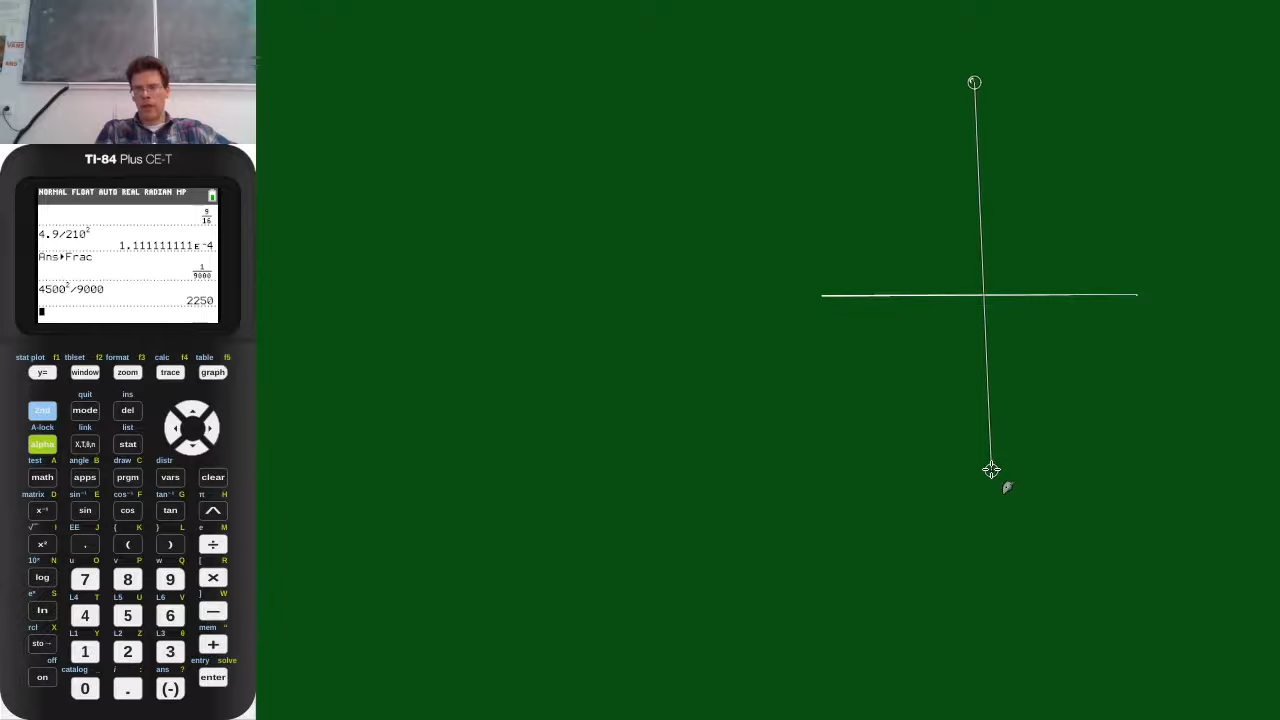 VANS
TI-84 Plus CE-T
NORMAL FLOAT AUTO REAL RADIAN MP
9/16
4.9/210²
1.111111111ᴇ-4
Ans▸Frac
1/9000
4500²/9000
2250
stat plot f1 tblset f2 format f3 calc f4 table f5
y= window zoom trace graph
quit ins
2nd mode del
A-lock link list
alpha X,T,θ,n stat
test A angle B draw C distr
math apps prgm vars clear
matrix D sin⁻¹ E cos⁻¹ F tan⁻¹ G π H
x⁻¹ sin cos tan ^
√ I EE J { K } L e M
x² , ( ) ÷
10ˣ N u O v P w Q [ R
log 7 8 9 ×
eˣ S L4 T L5 U L6 V ] W
ln 4 5 6 —
rcl X L1 Y L2 Z L3 θ mem "
sto→ 1 2 3 +
off catalog i : ans ? entry solve
on 0 . (-) enter